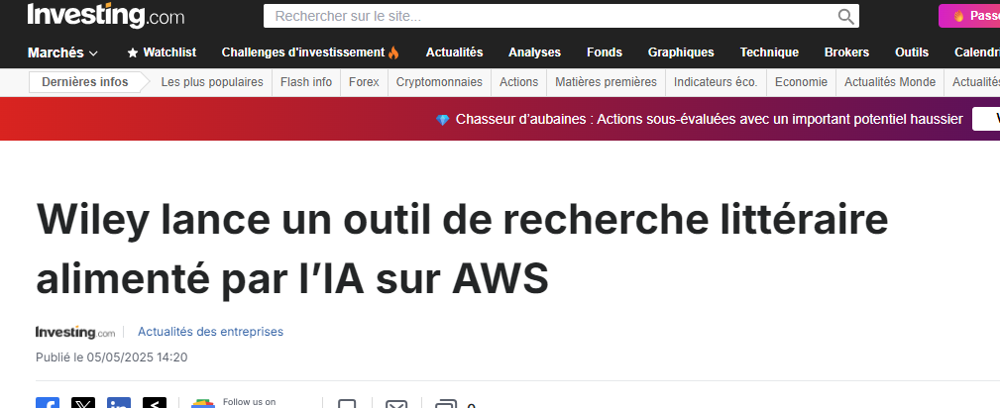 Investing.com
Rechercher sur le site...
Marchés Watchlist Challenges d'investissement Actualités Analyses Fonds Graphiques Technique Brokers Outils
Dernières infos Les plus populaires Flash info Forex Cryptomonnaies Actions Matières premières Indicateurs éco. Economie Actualités Monde
Chasseur d'aubaines : Actions sous-évaluées avec un important potentiel haussier
Wiley lance un outil de recherche littéraire
alimenté par l’IA sur AWS
Investing.com Actualités des entreprises
Publié le 05/05/2025 14:20
Follow us on